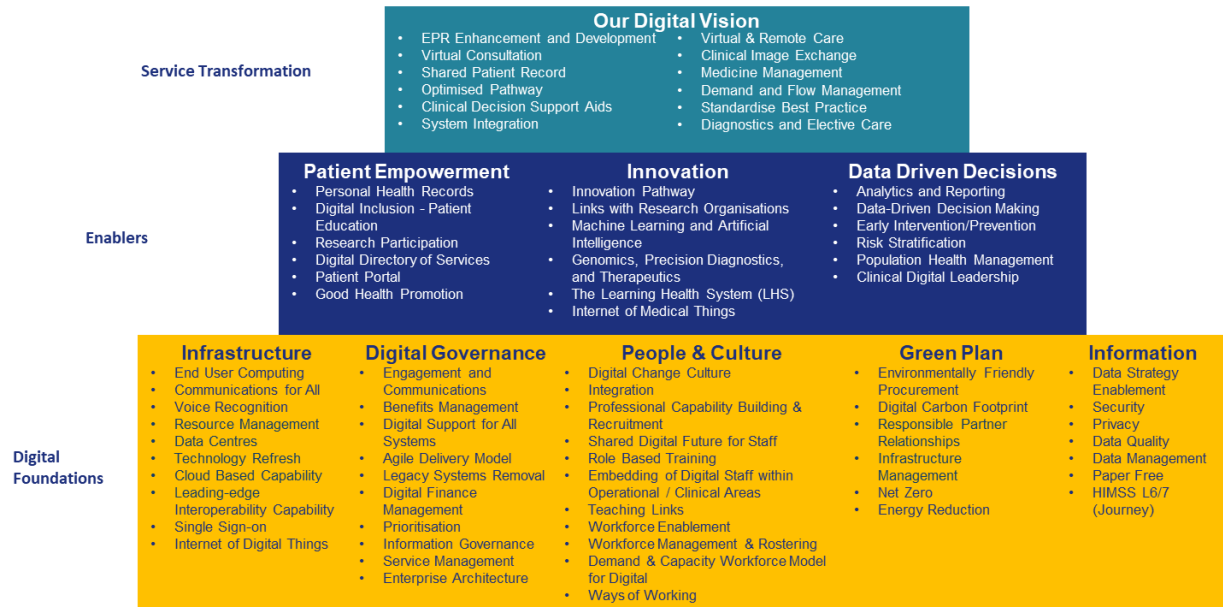 Our Digital Vision
Service Transformation
• EPR Enhancement and Development
• Virtual Consultation
• Shared Patient Record
• Optimised Pathway
• Clinical Decision Support Aids
• System Integration
• Virtual & Remote Care
• Clinical Image Exchange
• Medicine Management
• Demand and Flow Management
• Standardise Best Practice
• Diagnostics and Elective Care
Enablers
Patient Empowerment
• Personal Health Records
• Digital Inclusion - Patient
Education
• Research Participation
• Digital Directory of Services
• Patient Portal
• Good Health Promotion
Innovation
• Innovation Pathway
• Links with Research Organisations
• Machine Learning and Artificial
Intelligence
• Genomics, Precision Diagnostics,
and Therapeutics
• The Learning Health System (LHS)
• Internet of Medical Things
Data Driven Decisions
• Analytics and Reporting
• Data-Driven Decision Making
• Early Intervention/Prevention
• Risk Stratification
• Population Health Management
• Clinical Digital Leadership
Digital
Foundations
Infrastructure
• End User Computing
• Communications for All
• Voice Recognition
• Resource Management
• Data Centres
• Technology Refresh
• Cloud Based Capability
• Leading-edge
Interoperability Capability
• Single Sign-on
• Internet of Digital Things
Digital Governance
• Engagement and
Communications
• Benefits Management
• Digital Support for All
Systems
• Agile Delivery Model
• Legacy Systems Removal
• Digital Finance
Management
• Prioritisation
• Information Governance
• Service Management
• Enterprise Architecture
People & Culture
• Digital Change Culture
• Integration
• Professional Capability Building &
Recruitment
• Shared Digital Future for Staff
• Role Based Training
• Embedding of Digital Staff within
Operational / Clinical Areas
• Teaching Links
• Workforce Enablement
• Workforce Management & Rostering
• Demand & Capacity Workforce Model
for Digital
• Ways of Working
Green Plan
• Environmentally Friendly
Procurement
• Digital Carbon Footprint
• Responsible Partner
Relationships
• Infrastructure
Management
• Net Zero
• Energy Reduction
Information
• Data Strategy
Enablement
• Security
• Privacy
• Data Quality
• Data Management
• Paper Free
• HIMSS L6/7
(Journey)